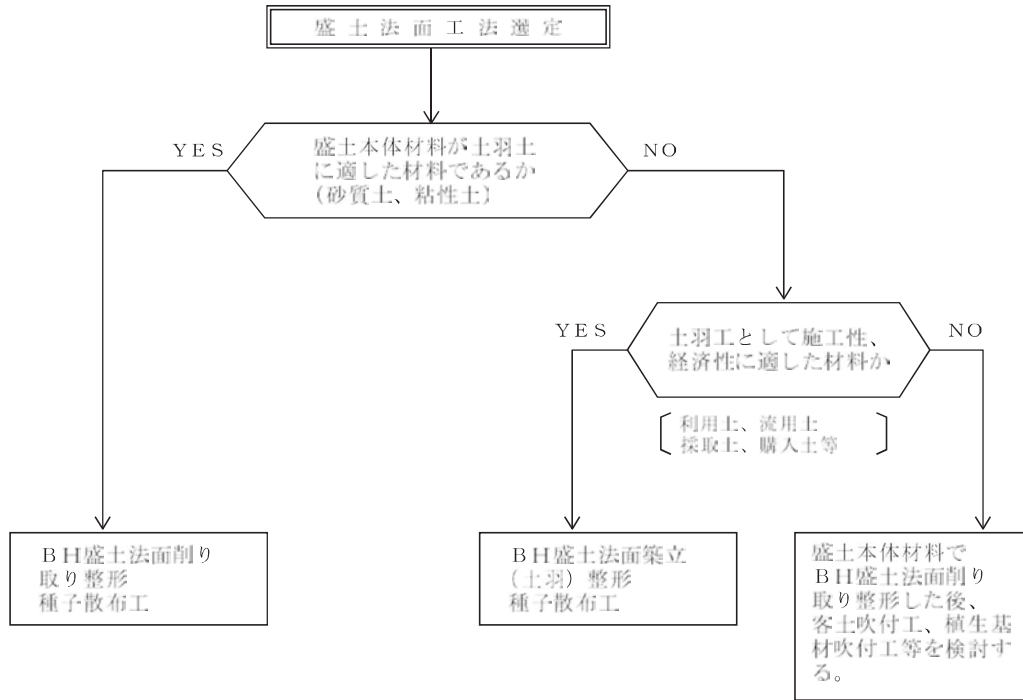 盛土法面工法選定
YES
盛土本体材料が土羽土
に適した材料であるか
(砂質土、粘性土)
NO
YES
土羽工として施工性、
経済性に適した材料か
NO
利用土、流用土
採取土、購入土等
BH盛土法面削り
取り整形
種子散布工
BH盛土法面築立
(土羽)整形
種子散布工
盛土本体材料で
BH盛土法面削り
取り整形した後、
客土吹付工、植生基
材吹付工等を検討す
る。